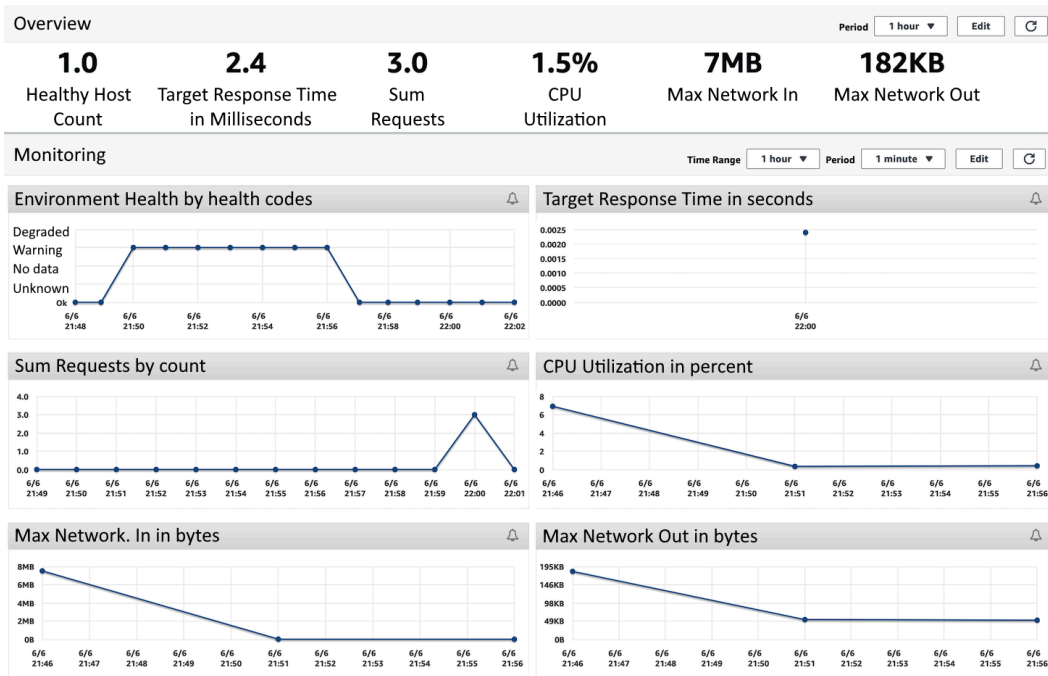 Overview
Period 1 hour ▼ Edit
1.0 2.4 3.0 1.5% 7MB 182KB
Healthy Host Target Response Time Sum CPU Max Network In Max Network Out
Count in Milliseconds Requests Utilization
Monitoring
Time Range 1 hour ▼ Period 1 minute ▼ Edit
Environment Health by health codes
Degraded
Warning
No data
Unknown
Ok
6/6 6/6 6/6 6/6 6/6 6/6 6/6 6/6
21:48 21:50 21:52 21:54 21:56 21:58 22:00 22:02
Target Response Time in seconds
0.0025
0.0020
0.0015
0.0010
0.0005
0.0000
6/6
22:00
Sum Requests by count
4.0
3.0
2.0
1.0
0.0
6/6 6/6 6/6 6/6 6/6 6/6 6/6 6/6 6/6 6/6 6/6 6/6 6/6
21:49 21:50 21:51 21:52 21:53 21:54 21:55 21:56 21:57 21:58 21:59 22:00 22:01
CPU Utilization in percent
8
6
4
2
0
6/6 6/6 6/6 6/6 6/6 6/6 6/6 6/6 6/6 6/6 6/6
21:46 21:47 21:48 21:49 21:50 21:51 21:52 21:53 21:54 21:55 21:56
Max Network. In in bytes
8MB
6MB
4MB
2MB
0B
6/6 6/6 6/6 6/6 6/6 6/6 6/6 6/6 6/6 6/6 6/6
21:46 21:47 21:48 21:49 21:50 21:51 21:52 21:53 21:54 21:55 21:56
Max Network Out in bytes
195KB
146KB
98KB
49KB
0B
6/6 6/6 6/6 6/6 6/6 6/6 6/6 6/6 6/6 6/6 6/6
21:46 21:47 21:48 21:49 21:50 21:51 21:52 21:53 21:54 21:55 21:56